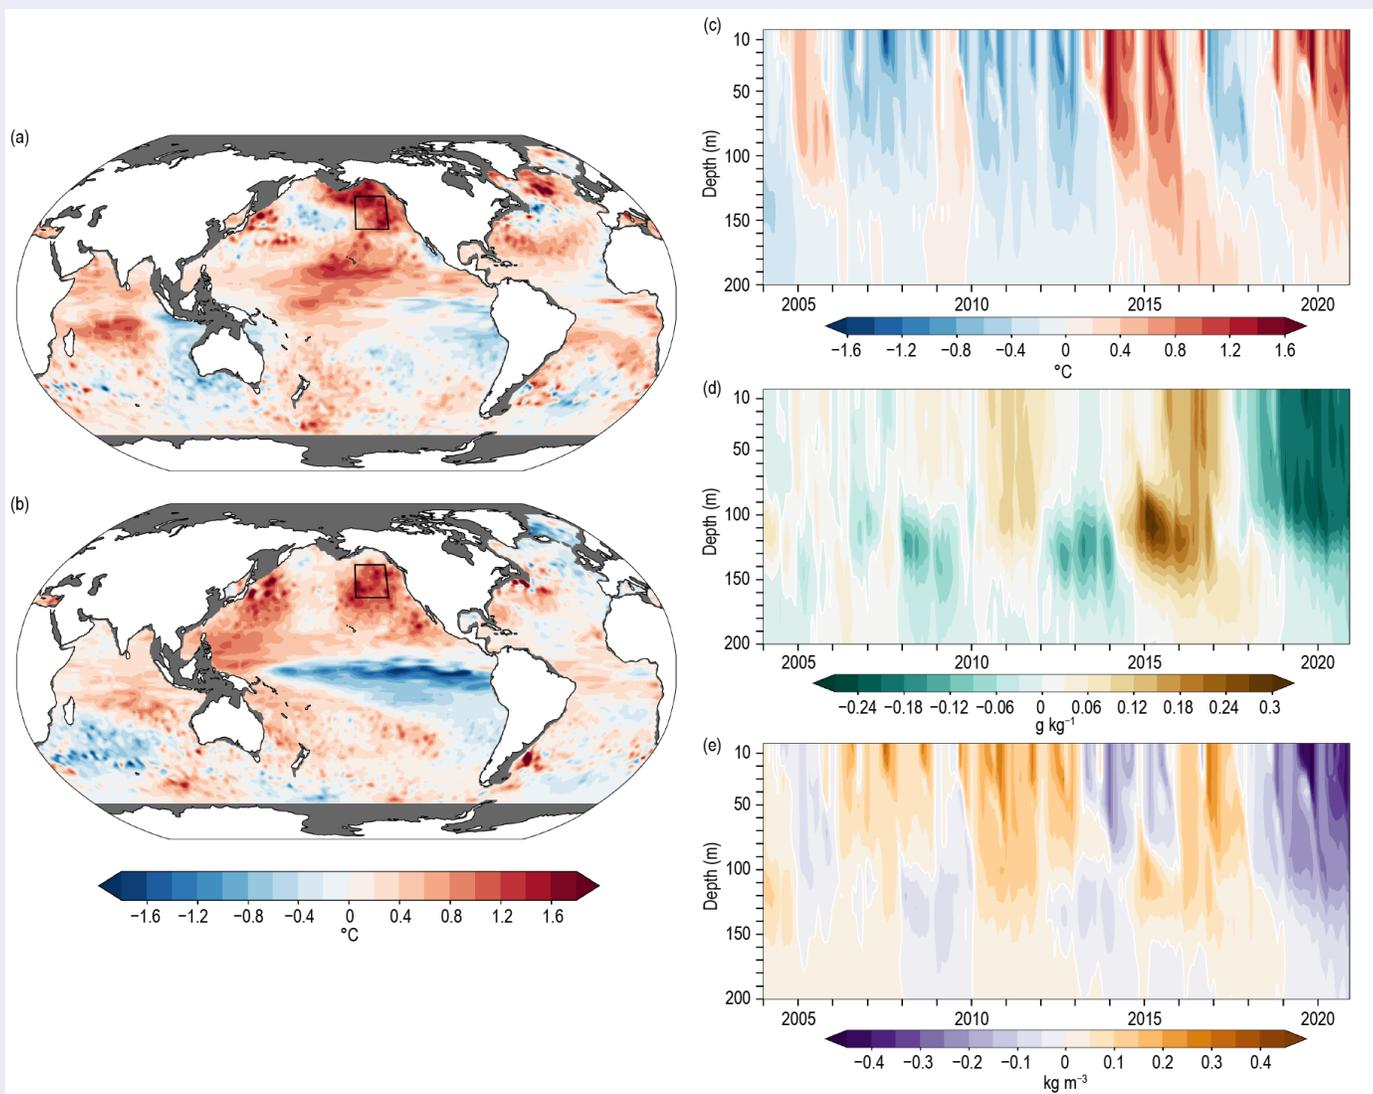 (a)
(b)
−1.6 −1.2 −0.8 −0.4 0 0.4 0.8 1.2 1.6
°C
(c)
Depth (m)
10
50
100
150
200
2005 2010 2015 2020
−1.6 −1.2 −0.8 −0.4 0 0.4 0.8 1.2 1.6
°C
(d)
Depth (m)
10
50
100
150
200
2005 2010 2015 2020
−0.24 −0.18 −0.12 −0.06 0 0.06 0.12 0.18 0.24 0.3
g kg⁻¹
(e)
Depth (m)
10
50
100
150
200
2005 2010 2015 2020
−0.4 −0.3 −0.2 −0.1 0 0.1 0.2 0.3 0.4
kg m⁻³